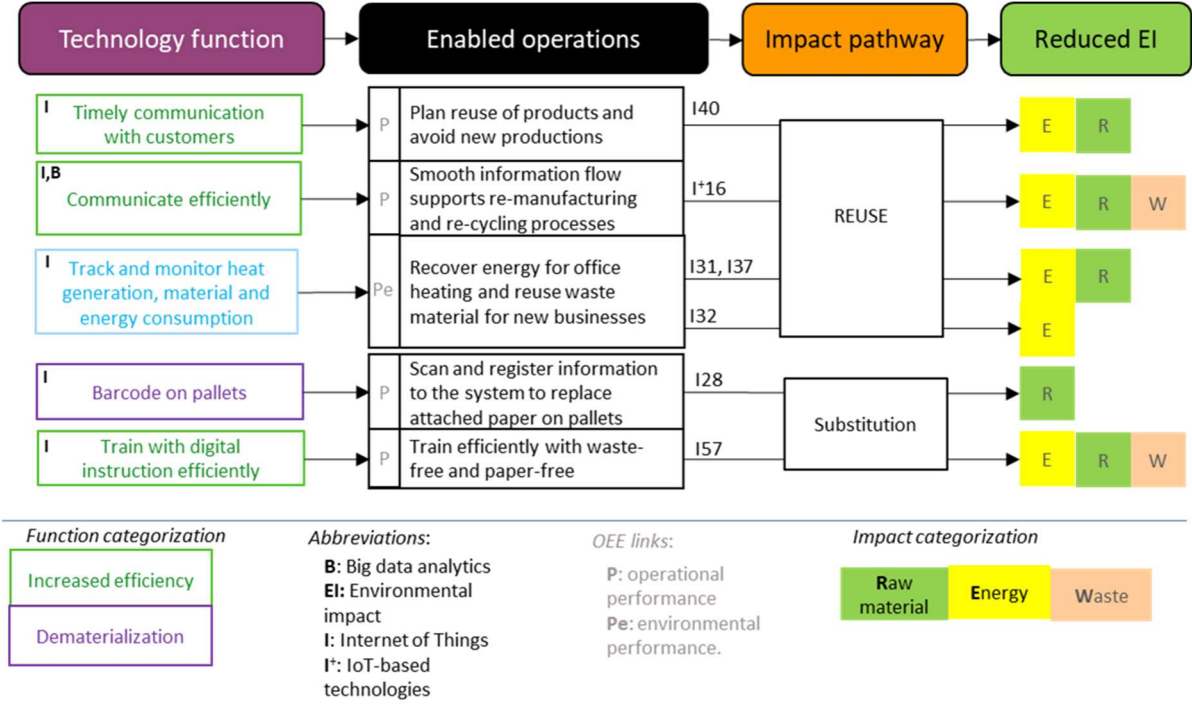 Technology function
Enabled operations
Impact pathway
Reduced EI
I
Timely communication
with customers
P
Plan reuse of products and
avoid new productions
I40
E
R
I,B
Communicate efficiently
P
Smooth information flow
supports re-manufacturing
and re-cycling processes
I⁺16
REUSE
E
R
W
I
Track and monitor heat
generation, material and
energy consumption
Pe
Recover energy for office
heating and reuse waste
material for new businesses
I31, I37
E
R
I32
E
I
Barcode on pallets
P
Scan and register information
to the system to replace
attached paper on pallets
I28
R
Substitution
I
Train with digital
instruction efficiently
P
Train efficiently with waste-
free and paper-free
I57
E
R
W
Function categorization
Increased efficiency
Dematerialization
Abbreviations:
B: Big data analytics
EI: Environmental
impact
I: Internet of Things
I⁺: IoT-based
technologies
OEE links:
P: operational
performance
Pe: environmental
performance.
Impact categorization
Raw
material
Energy
Waste